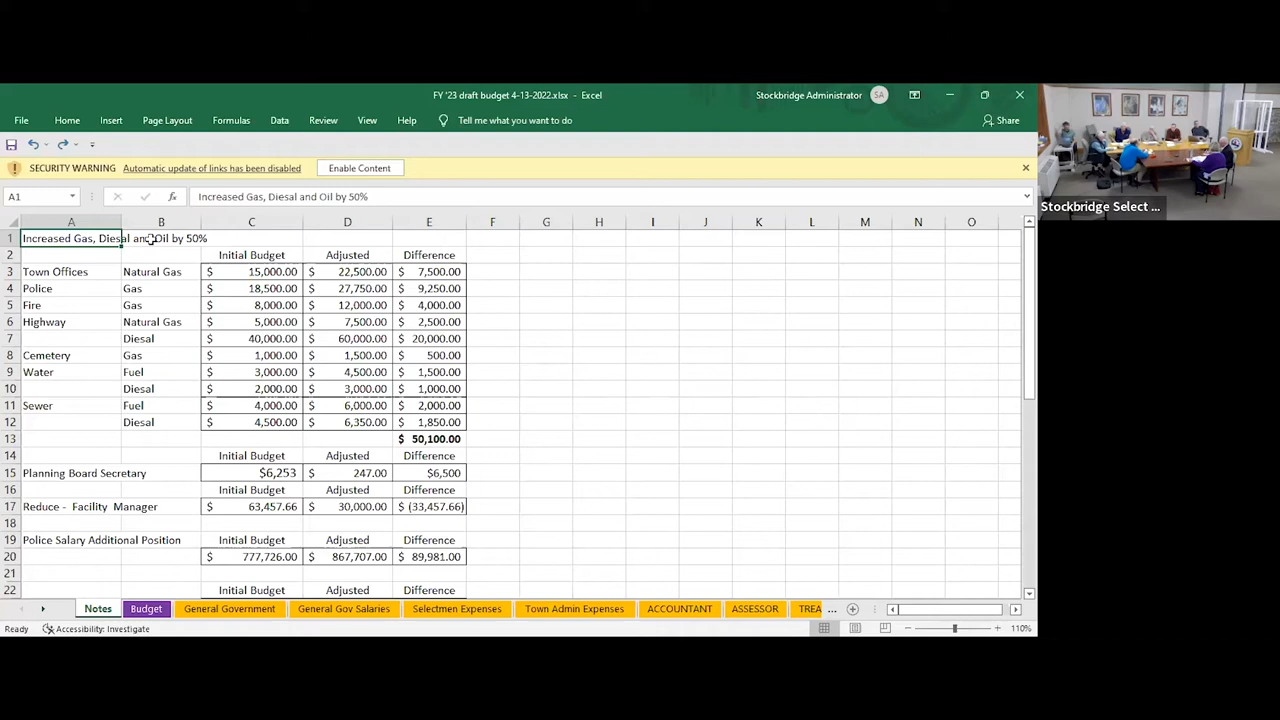 FY '23 draft budget 4-13-2022.xlsx - Excel Stockbridge Administrator SA
File Home Insert Page Layout Formulas Data Review View Help Tell me what you want to do Share
SECURITY WARNING Automatic update of links has been disabled Enable Content
A1 fx Increased Gas, Diesal and Oil by 50%
Stockbridge Select ...
A B C D E F G H I J K L M N O
1 Increased Gas, Diesal and Oil by 50%
2 Initial Budget Adjusted Difference
3 Town Offices Natural Gas $ 15,000.00 $ 22,500.00 $ 7,500.00
4 Police Gas $ 18,500.00 $ 27,750.00 $ 9,250.00
5 Fire Gas $ 8,000.00 $ 12,000.00 $ 4,000.00
6 Highway Natural Gas $ 5,000.00 $ 7,500.00 $ 2,500.00
7 Diesal $ 40,000.00 $ 60,000.00 $ 20,000.00
8 Cemetery Gas $ 1,000.00 $ 1,500.00 $ 500.00
9 Water Fuel $ 3,000.00 $ 4,500.00 $ 1,500.00
10 Diesal $ 2,000.00 $ 3,000.00 $ 1,000.00
11 Sewer Fuel $ 4,000.00 $ 6,000.00 $ 2,000.00
12 Diesal $ 4,500.00 $ 6,350.00 $ 1,850.00
13 $ 50,100.00
14 Initial Budget Adjusted Difference
15 Planning Board Secretary $6,253 $ 247.00 $6,500
16 Initial Budget Adjusted Difference
17 Reduce - Facility Manager $ 63,457.66 $ 30,000.00 $ (33,457.66)
18
19 Police Salary Additional Position Initial Budget Adjusted Difference
20 $ 777,726.00 $ 867,707.00 $ 89,981.00
21
22 Initial Budget Adjusted Difference
Notes Budget General Government General Gov Salaries Selectmen Expenses Town Admin Expenses ACCOUNTANT ASSESSOR TREA ...
Ready Accessibility: Investigate 110%